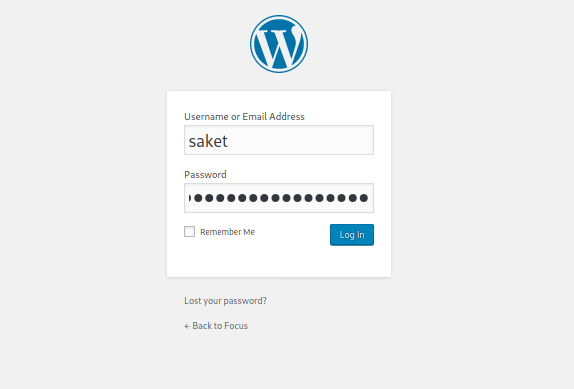 Username or Email Address
saket
Password
Remember Me
Log In
Lost your password?
← Back to Focus